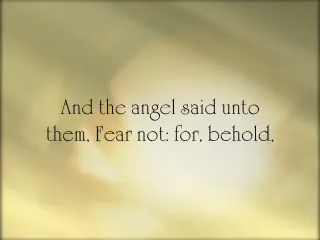 And the angel said unto
them, Fear not: for, behold,